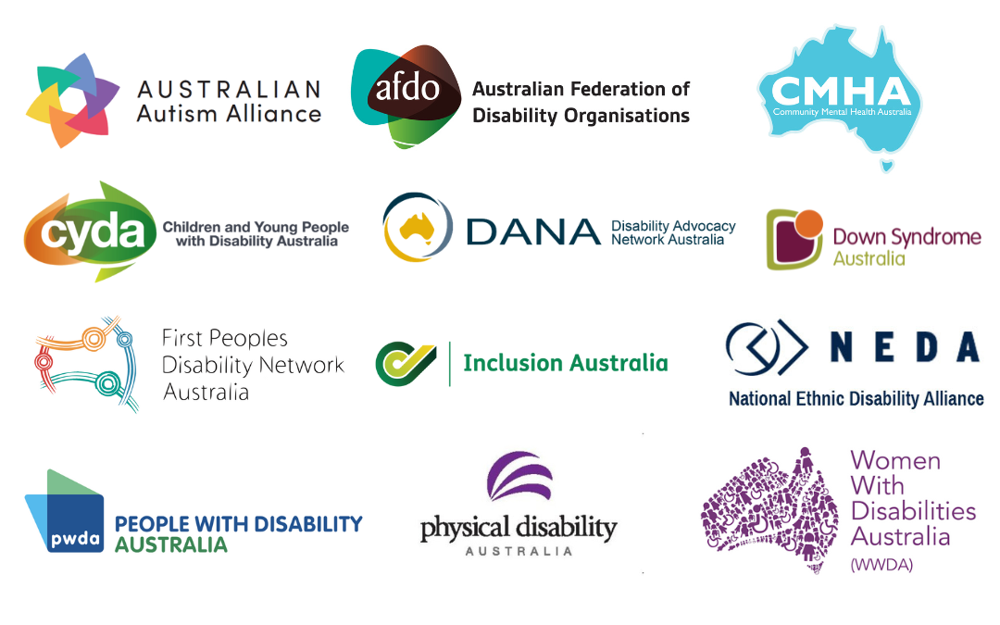 AUSTRALIAN
Autism Alliance
afdo
Australian Federation of
Disability Organisations
CMHA
Community Mental Health Australia
cyda
Children and Young People
with Disability Australia
DANA
Disability Advocacy
Network Australia
Down Syndrome
Australia
First Peoples
Disability Network
Australia
Inclusion Australia
NEDA
National Ethnic Disability Alliance
pwda
PEOPLE WITH DISABILITY
AUSTRALIA
physical disability
AUSTRALIA
Women
With
Disabilities
Australia
(WWDA)